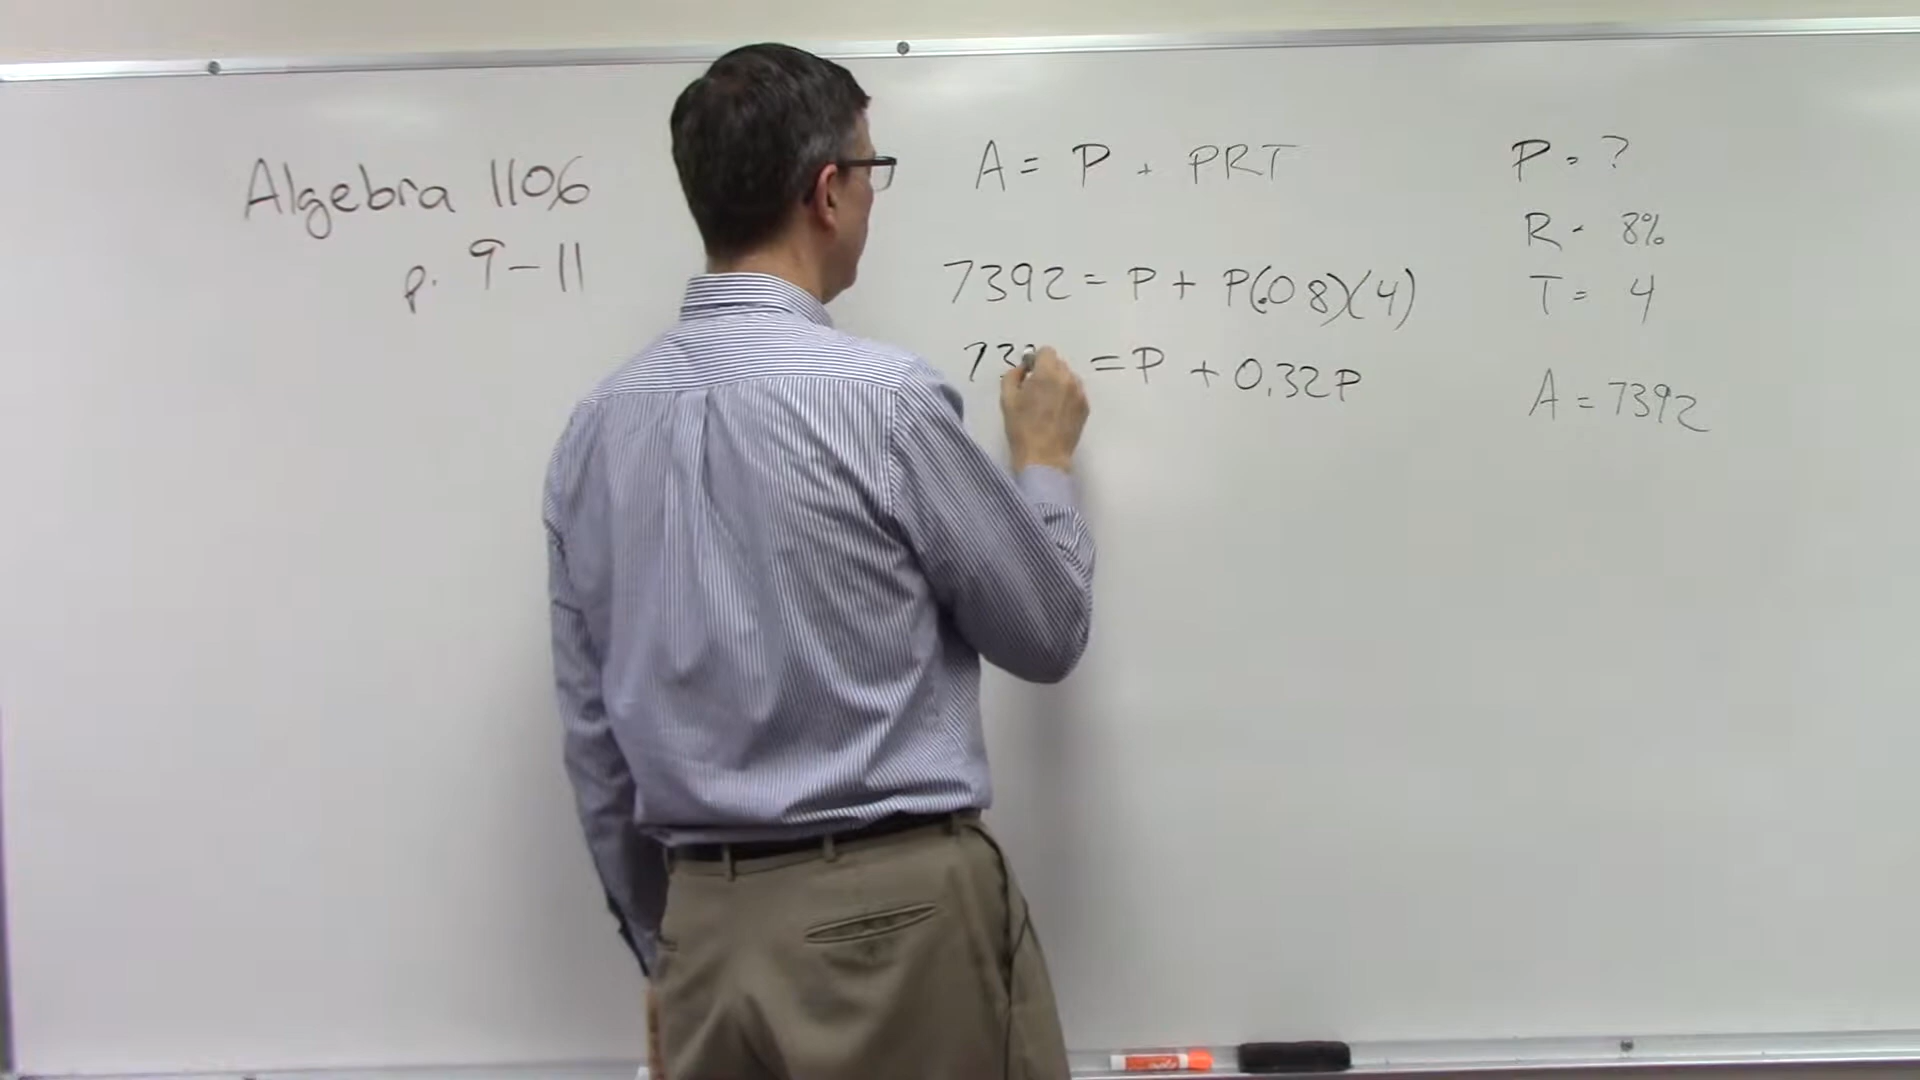 Algebra 1106
p. 9-11
A = P + PRT
7392 = P + P(.08)(4)
= P + 0.32P
P = ?
R = 8%
T = 4
A = 7392